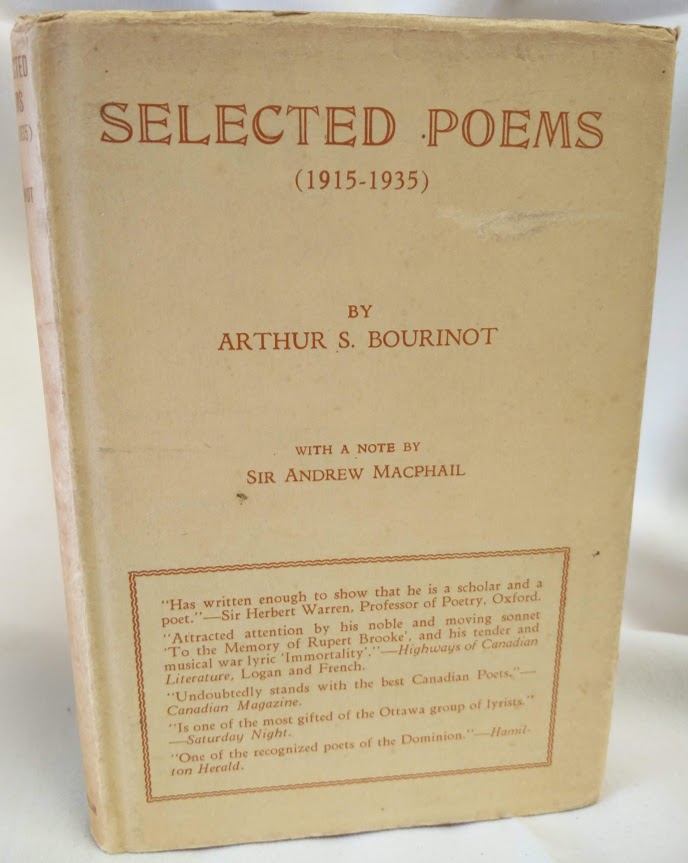 SELECTED POEMS
(1915-1935)
BY
ARTHUR S. BOURINOT
WITH A NOTE BY
SIR ANDREW MACPHAIL
"Has written enough to show that he is a scholar and a
poet."—Sir Herbert Warren, Professor of Poetry, Oxford.
"Attracted attention by his noble and moving sonnet
'To the Memory of Rupert Brooke', and his tender and
musical war lyric 'Immortality'."—Highways of Canadian
Literature, Logan and French.
"Undoubtedly stands with the best Canadian Poets."—
Canadian Magazine.
"Is one of the most gifted of the Ottawa group of lyrists."
—Saturday Night.
"One of the recognized poets of the Dominion."—Hamil-
ton Herald.